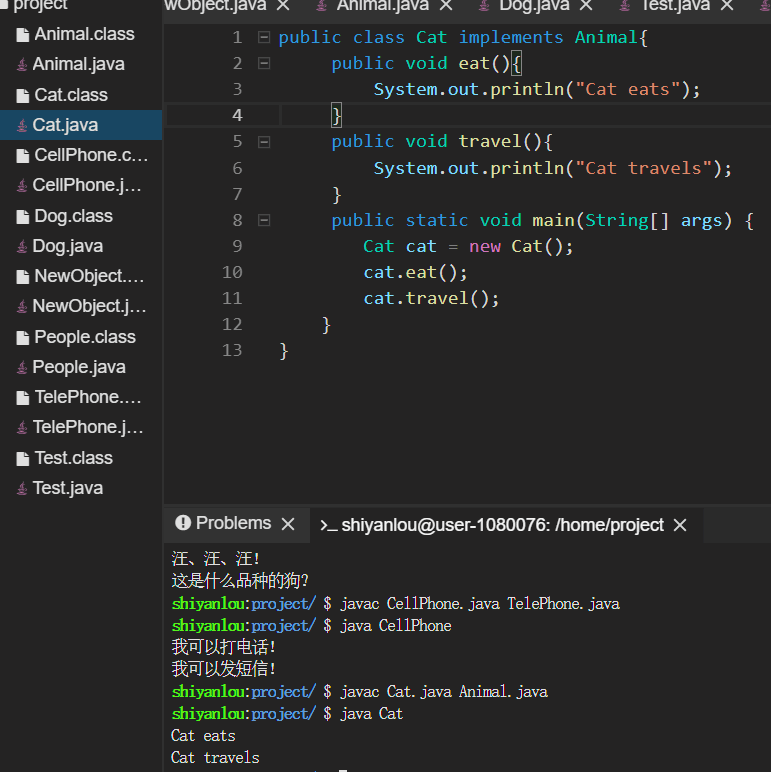 project
wObject.java × Animal.java × Dog.java × Test.java ×
Animal.class
Animal.java
Cat.class
Cat.java
CellPhone.c...
CellPhone.j...
Dog.class
Dog.java
NewObject....
NewObject.j...
People.class
People.java
TelePhone....
TelePhone.j...
Test.class
Test.java
1 public class Cat implements Animal{
2 public void eat(){
3 System.out.println("Cat eats");
4 }
5 public void travel(){
6 System.out.println("Cat travels");
7 }
8 public static void main(String[] args) {
9 Cat cat = new Cat();
10 cat.eat();
11 cat.travel();
12 }
13 }
Problems × >_ shiyanlou@user-1080076: /home/project ×
汪、汪、汪!
这是什么品种的狗?
shiyanlou:project/ $ javac CellPhone.java TelePhone.java
shiyanlou:project/ $ java CellPhone
我可以打电话!
我可以发短信!
shiyanlou:project/ $ javac Cat.java Animal.java
shiyanlou:project/ $ java Cat
Cat eats
Cat travels